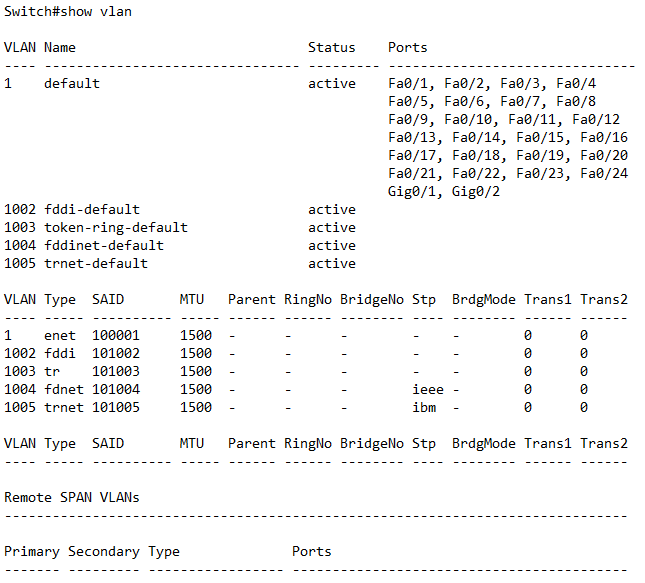 Switch#show vlan
VLAN Name                             Status    Ports
---- -------------------------------- --------- -------------------------------
1    default                          active    Fa0/1, Fa0/2, Fa0/3, Fa0/4
                                                Fa0/5, Fa0/6, Fa0/7, Fa0/8
                                                Fa0/9, Fa0/10, Fa0/11, Fa0/12
                                                Fa0/13, Fa0/14, Fa0/15, Fa0/16
                                                Fa0/17, Fa0/18, Fa0/19, Fa0/20
                                                Fa0/21, Fa0/22, Fa0/23, Fa0/24
                                                Gig0/1, Gig0/2
1002 fddi-default                     active
1003 token-ring-default               active
1004 fddinet-default                  active
1005 trnet-default                    active
VLAN Type  SAID       MTU   Parent RingNo BridgeNo Stp  BrdgMode Trans1 Trans2
---- ----- ---------- ----- ------ ------ -------- ---- -------- ------ ------
1    enet  100001     1500  -      -      -        -    -        0      0
1002 fddi  101002     1500  -      -      -        -    -        0      0
1003 tr    101003     1500  -      -      -        -    -        0      0
1004 fdnet 101004     1500  -      -      -        ieee -        0      0
1005 trnet 101005     1500  -      -      -        ibm  -        0      0
VLAN Type  SAID       MTU   Parent RingNo BridgeNo Stp  BrdgMode Trans1 Trans2
---- ----- ---------- ----- ------ ------ -------- ---- -------- ------ ------
Remote SPAN VLANs
------------------------------------------------------------------------------
Primary Secondary Type              Ports
------- --------- ----------------- ------------------------------------------